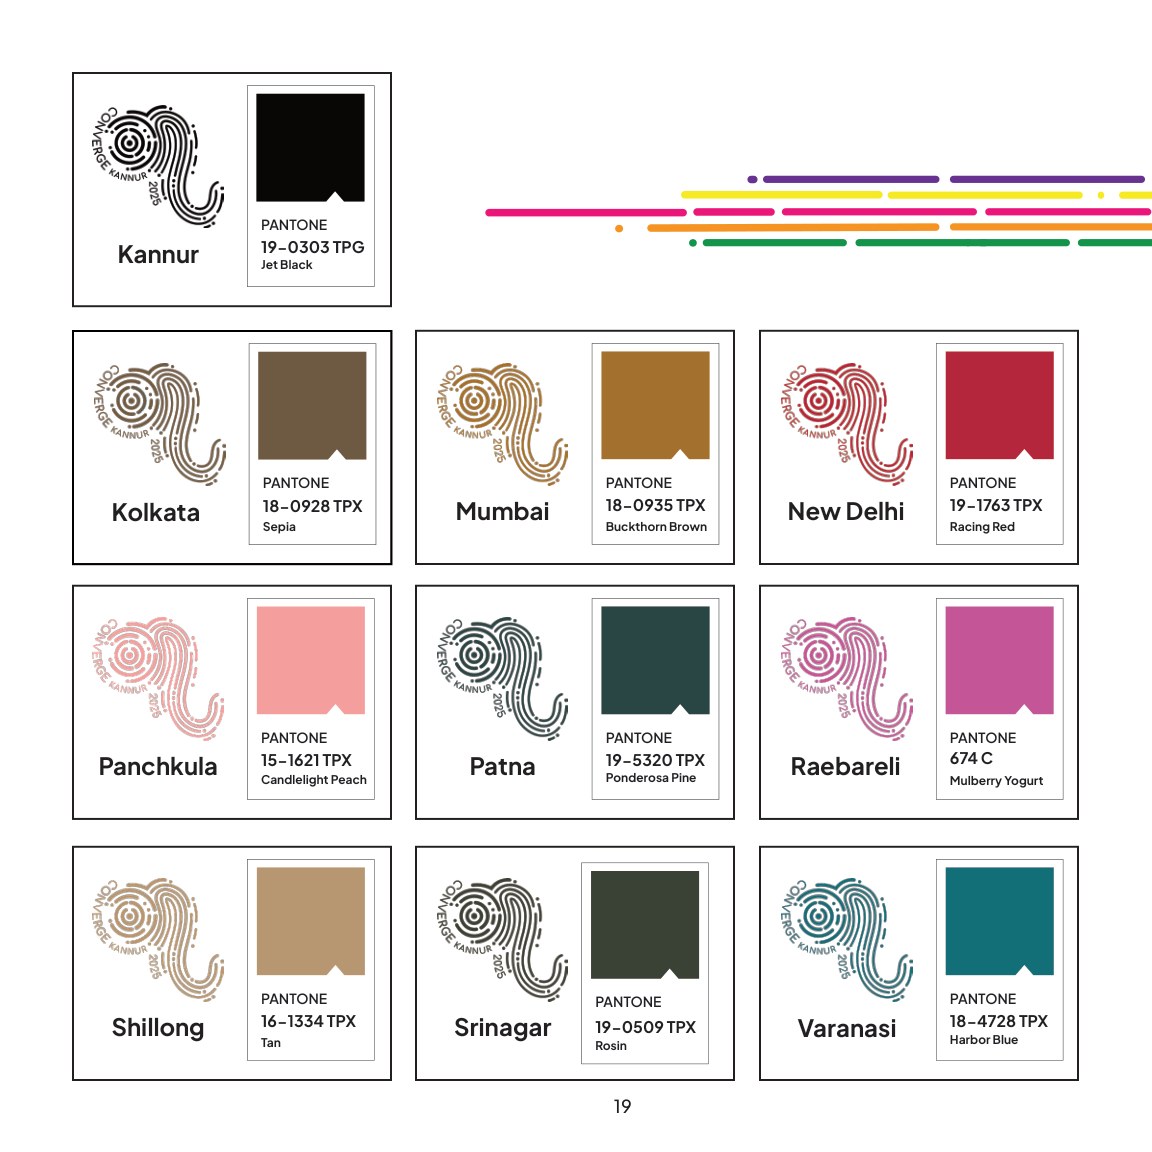 CONVERGE KANNUR 2025
Kannur
PANTONE
19-0303 TPG
Jet Black
CONVERGE KANNUR 2025
Kolkata
PANTONE
18-0928 TPX
Sepia
CONVERGE KANNUR 2025
Mumbai
PANTONE
18-0935 TPX
Buckthorn Brown
CONVERGE KANNUR 2025
New Delhi
PANTONE
19-1763 TPX
Racing Red
CONVERGE KANNUR 2025
Panchkula
PANTONE
15-1621 TPX
Candlelight Peach
CONVERGE KANNUR 2025
Patna
PANTONE
19-5320 TPX
Ponderosa Pine
CONVERGE KANNUR 2025
Raebareli
PANTONE
674 C
Mulberry Yogurt
CONVERGE KANNUR 2025
Shillong
PANTONE
16-1334 TPX
Tan
CONVERGE KANNUR 2025
Srinagar
PANTONE
19-0509 TPX
Rosin
CONVERGE KANNUR 2025
Varanasi
PANTONE
18-4728 TPX
Harbor Blue
19